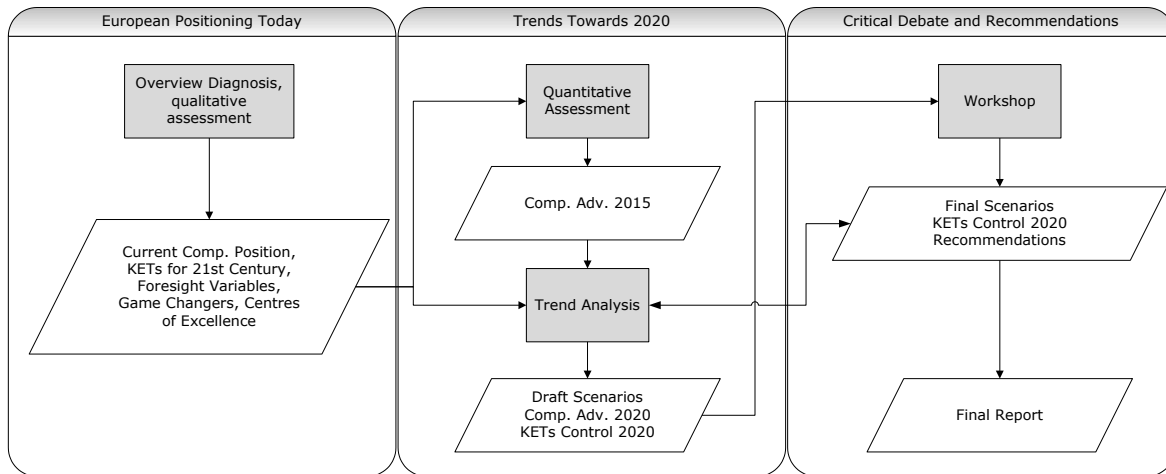 European Positioning Today
Overview Diagnosis,
qualitative
assessment
Current Comp. Position,
KETs for 21st Century,
Foresight Variables,
Game Changers, Centres
of Excellence
Trends Towards 2020
Quantitative
Assessment
Comp. Adv. 2015
Trend Analysis
Draft Scenarios
Comp. Adv. 2020
KETs Control 2020
Critical Debate and Recommendations
Workshop
Final Scenarios
KETs Control 2020
Recommendations
Final Report